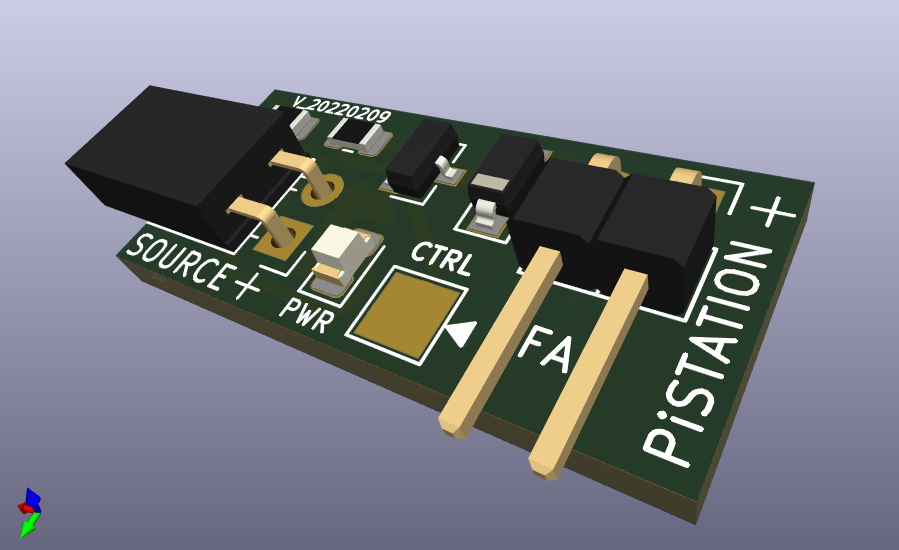 V_20220209
SOURCE +
PWR
CTRL
FA
PiSTATION +